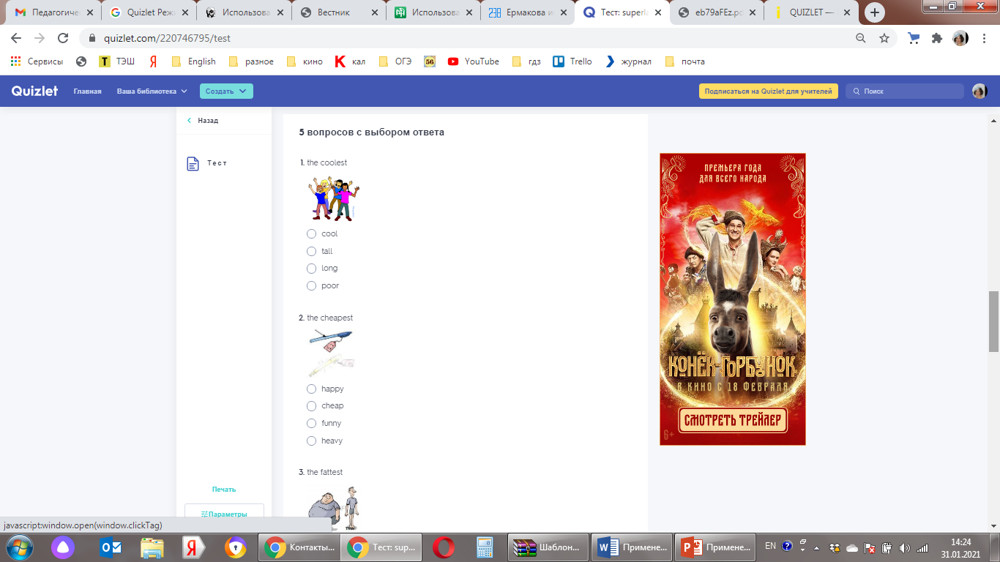 Педагогиче
Quizlet Реж
Использова
Вестник
Использова
Ермакова и
Тест: superla
eb79aFEz.pd
QUIZLET —
quizlet.com/220746795/test
Сервисы
ТЭШ
English
разное
кино
кал
ОГЭ
56
YouTube
гдз
Trello
журнал
почта
Quizlet
Главная
Ваша библиотека
Создать
Подписаться на Quizlet для учителей
Поиск
Назад
Тест
Печать
Параметры
5 вопросов с выбором ответа
1. the coolest
cool
tall
long
poor
2. the cheapest
happy
cheap
funny
heavy
3. the fattest
ПРЕМЬЕРА ГОДА
ДЛЯ ВСЕГО НАРОДА
КОНЁК-ГОРБУНОК
В КИНО С 18 ФЕВРАЛЯ
СМОТРЕТЬ ТРЕЙЛЕР
6+
javascript:window.open(window.clickTag)
Контакты...
Тест: sup...
Шаблон...
Примене...
Примене...
EN
14:24
31.01.2021